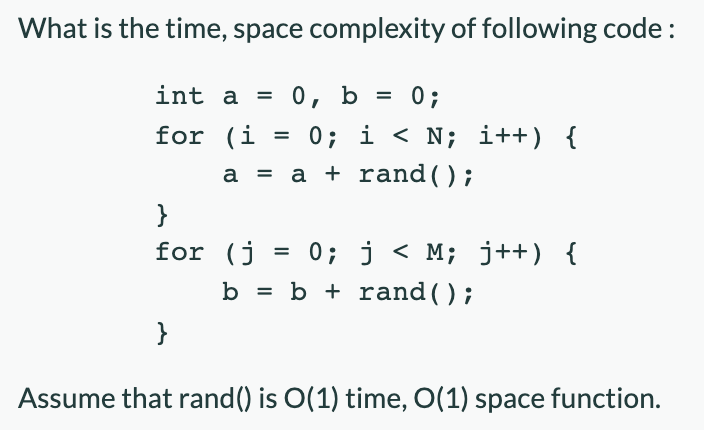 What is the time, space complexity of following code :
int a = 0, b = 0;
for (i = 0; i < N; i++) {
a = a + rand();
}
for (j = 0; j < M; j++) {
b = b + rand();
}
Assume that rand() is O(1) time, O(1) space function.